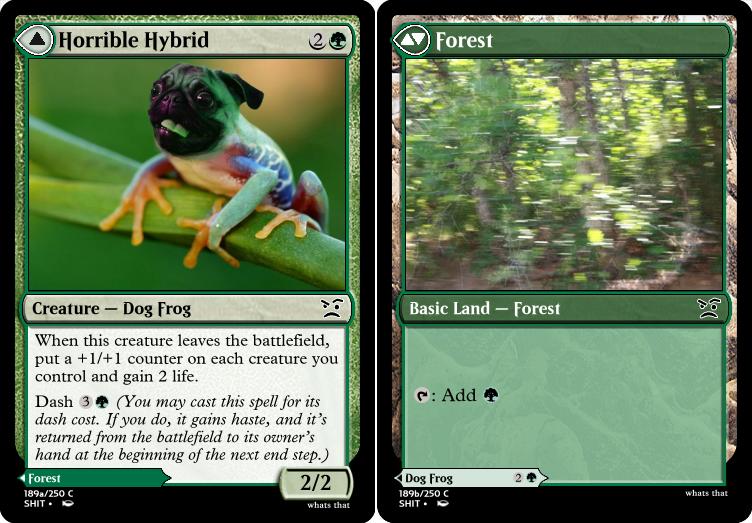 Horrible Hybrid 2
Creature — Dog Frog
When this creature leaves the battlefield,
put a +1/+1 counter on each creature you
control and gain 2 life.
Dash 3 (You may cast this spell for its
dash cost. If you do, it gains haste, and it's
returned from the battlefield to its owner's
hand at the beginning of the next end step.)
Forest
2/2
189a/250 C
SHIT •
whats that
Forest
Basic Land — Forest
: Add
Dog Frog 2
189b/250 C
SHIT •
whats that